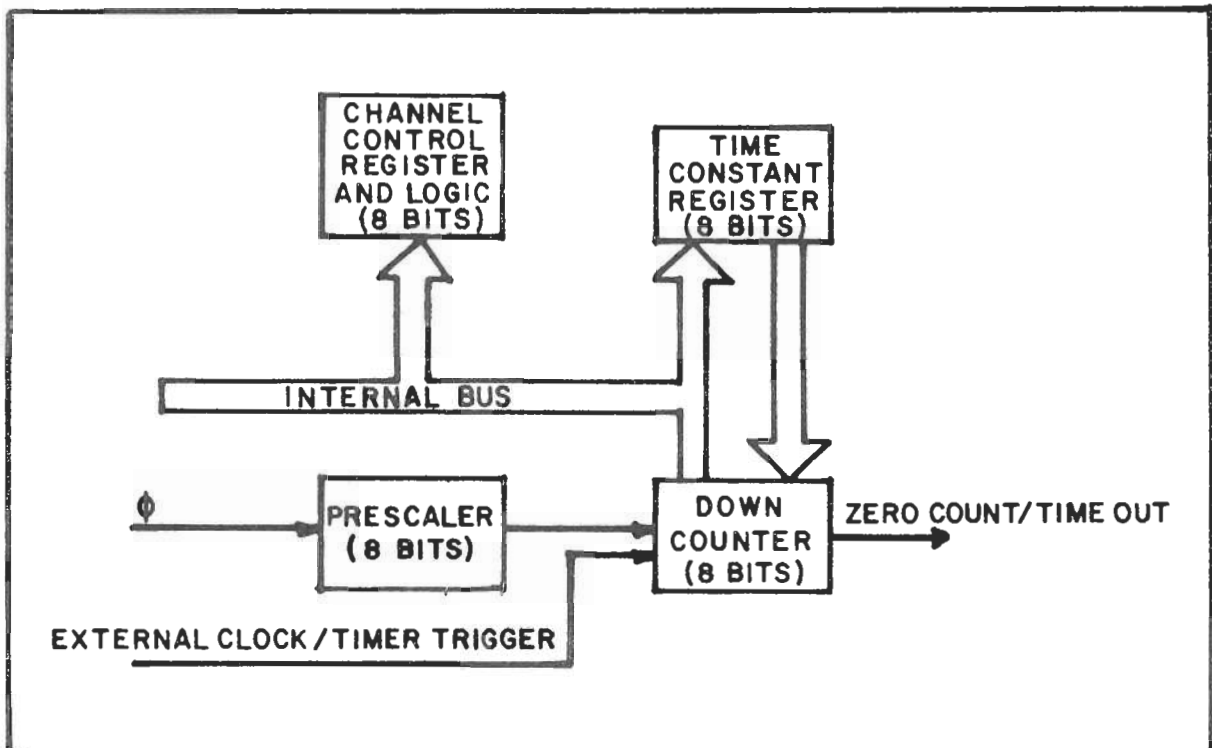 CHANNEL
CONTROL
REGISTER
AND LOGIC
(8 BITS)
TIME
CONSTANT
REGISTER
(8 BITS)
INTERNAL BUS
ϕ
PRESCALER
(8 BITS)
DOWN
COUNTER
(8 BITS)
ZERO COUNT/TIME OUT
EXTERNAL CLOCK/TIMER TRIGGER